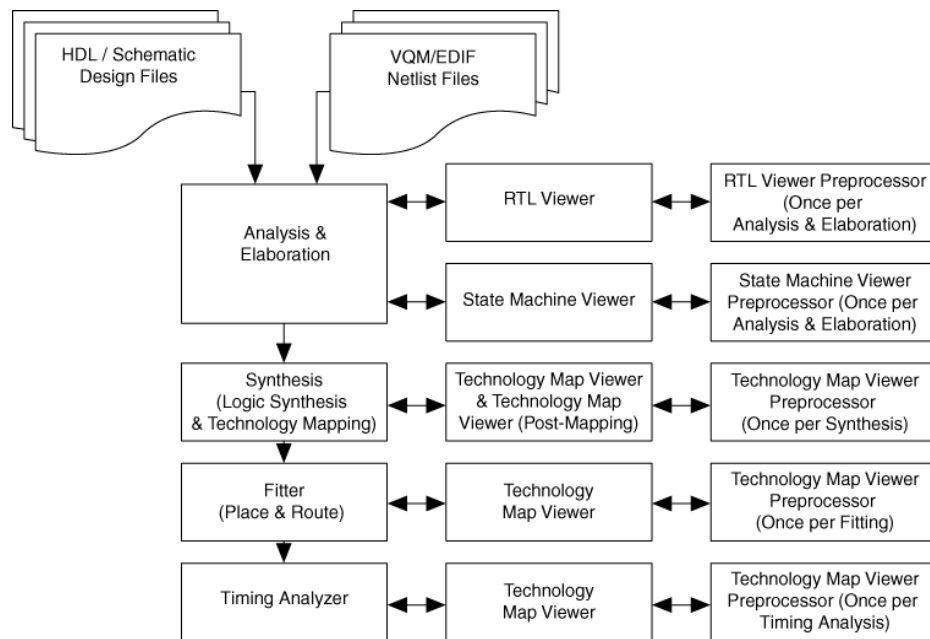 HDL / Schematic
Design Files
VQM/EDIF
Netlist Files
Analysis &
Elaboration
RTL Viewer
RTL Viewer Preprocessor
(Once per
Analysis & Elaboration)
State Machine Viewer
State Machine Viewer
Preprocessor (Once per
Analysis & Elaboration)
Synthesis
(Logic Synthesis
& Technology Mapping)
Technology Map Viewer
& Technology Map
Viewer (Post-Mapping)
Technology Map Viewer
Preprocessor
(Once per Synthesis)
Fitter
(Place & Route)
Technology
Map Viewer
Technology Map Viewer
Preprocessor
(Once per Fitting)
Timing Analyzer
Technology
Map Viewer
Technology Map Viewer
Preprocessor (Once per
Timing Analysis)